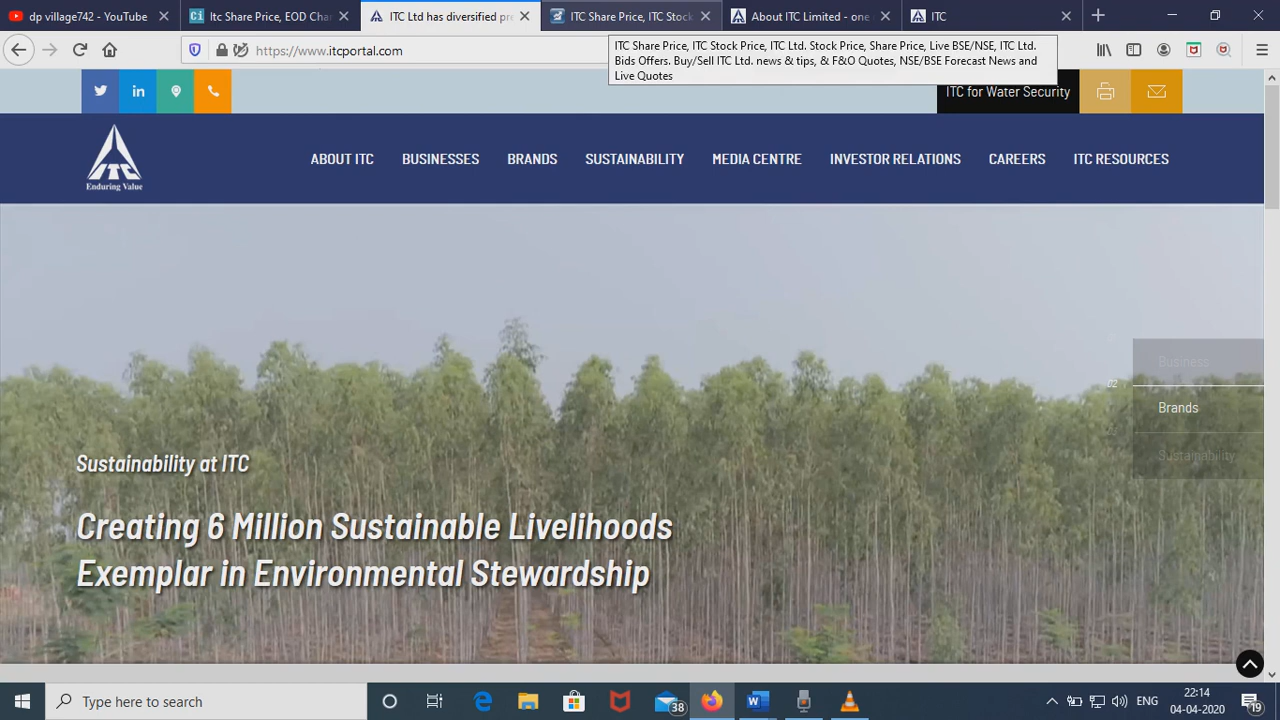 dp village742 - YouTube
Itc Share Price, EOD Cha
ITC Ltd has diversified pre
ITC Share Price, ITC Stock
About ITC Limited - one
ITC
https://www.itcportal.com
ITC Share Price, ITC Stock Price, ITC Ltd. Stock Price, Share Price, Live BSE/NSE, ITC Ltd.
Bids Offers. Buy/Sell ITC Ltd. news & tips, & F&O Quotes, NSE/BSE Forecast News and
Live Quotes
ITC for Water Security
ITC
Enduring Value
ABOUT ITC
BUSINESSES
BRANDS
SUSTAINABILITY
MEDIA CENTRE
INVESTOR RELATIONS
CAREERS
ITC RESOURCES
Business
02
Brands
Sustainability
Sustainability at ITC
Creating 6 Million Sustainable Livelihoods
Exemplar in Environmental Stewardship
Type here to search
38
ENG
22:14
04-04-2020
19